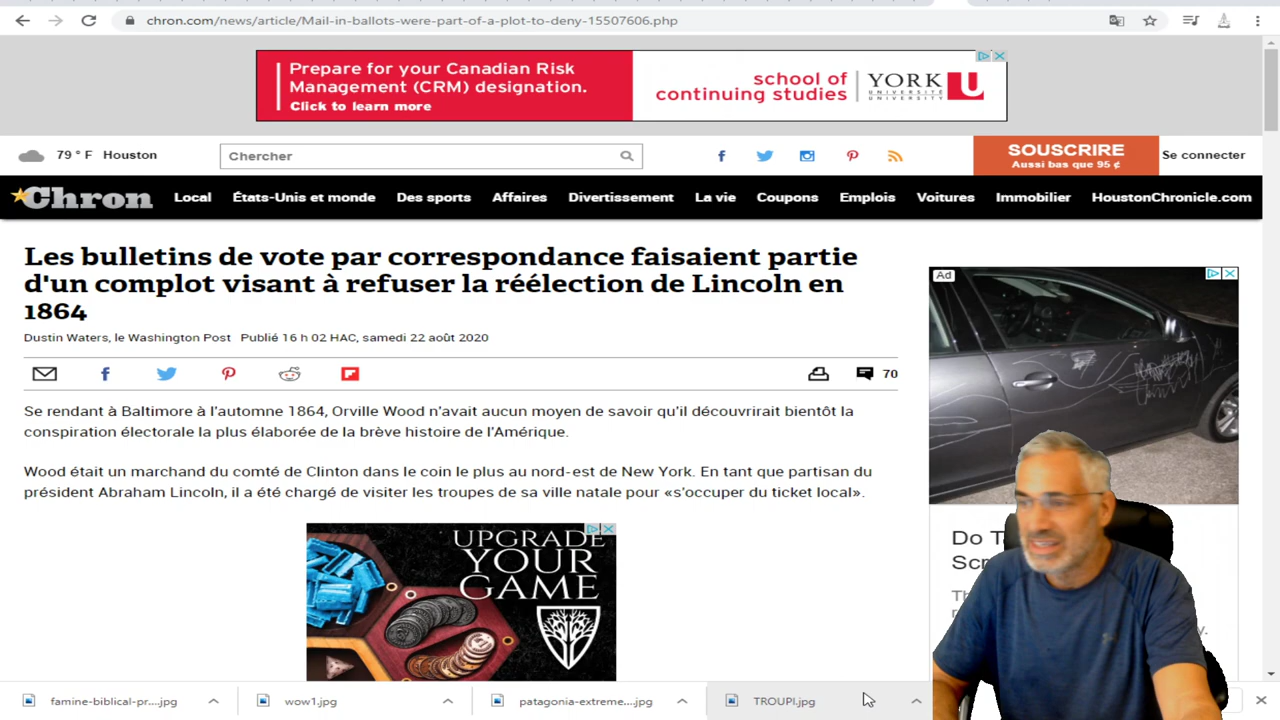 chron.com/news/article/Mail-in-ballots-were-part-of-a-plot-to-deny-15507606.php
Prepare for your Canadian Risk
Management (CRM) designation.
Click to learn more
school of
continuing studies
YORK
UNIVERSITÉ
UNIVERSITY
U
79 ° F Houston
Chercher
SOUSCRIRE
Aussi bas que 95 ¢
Se connecter
Chron
Local États-Unis et monde Des sports Affaires Divertissement La vie Coupons Emplois Voitures Immobilier HoustonChronicle.com
Les bulletins de vote par correspondance faisaient partie
d'un complot visant à refuser la réélection de Lincoln en
1864
Dustin Waters, le Washington Post Publié 16 h 02 HAC, samedi 22 août 2020
70
Se rendant à Baltimore à l'automne 1864, Orville Wood n'avait aucun moyen de savoir qu'il découvrirait bientôt la
conspiration électorale la plus élaborée de la brève histoire de l'Amérique.
Wood était un marchand du comté de Clinton dans le coin le plus au nord-est de New York. En tant que partisan du
président Abraham Lincoln, il a été chargé de visiter les troupes de sa ville natale pour «s'occuper du ticket local».
UPGRADE
YOUR
GAME
Ad
Do
famine-biblical-pr....jpg
wow1.jpg
patagonia-extreme....jpg
TROUPI.jpg